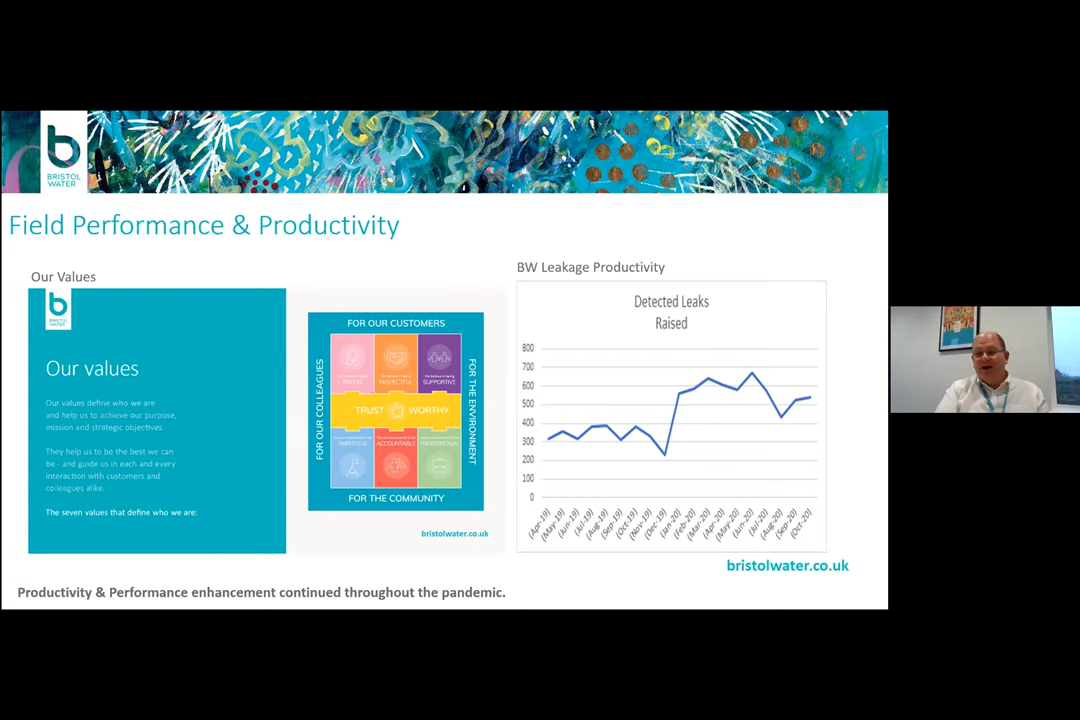 BRISTOL
WATER
Field Performance & Productivity
Our Values
BRISTOL
WATER
Our values
Our values define who we are
and help us to achieve our purpose,
mission and strategic objectives.
They help us to be the best we can
be - and guide us in each and every
interaction with customers and
colleagues alike.
The seven values that define who we are:
FOR OUR CUSTOMERS
FOR OUR COLLEAGUES
FOR THE ENVIRONMENT
PROUD
RESPECTFUL
SUPPORTIVE
TRUST WORTHY
AMBITIOUS
ACCOUNTABLE
PROFESSIONAL
FOR THE COMMUNITY
bristolwater.co.uk
BW Leakage Productivity
Detected Leaks
Raised
800
700
600
500
400
300
200
100
0
(Apr-19)
(May-19)
(Jun-19)
(Jul-19)
(Aug-19)
(Sep-19)
(Oct-19)
(Nov-19)
(Dec-19)
(Jan-20)
(Feb-20)
(Mar-20)
(Apr-20)
(May-20)
(Jun-20)
(Jul-20)
(Aug-20)
(Sep-20)
(Oct-20)
bristolwater.co.uk
Productivity & Performance enhancement continued throughout the pandemic.